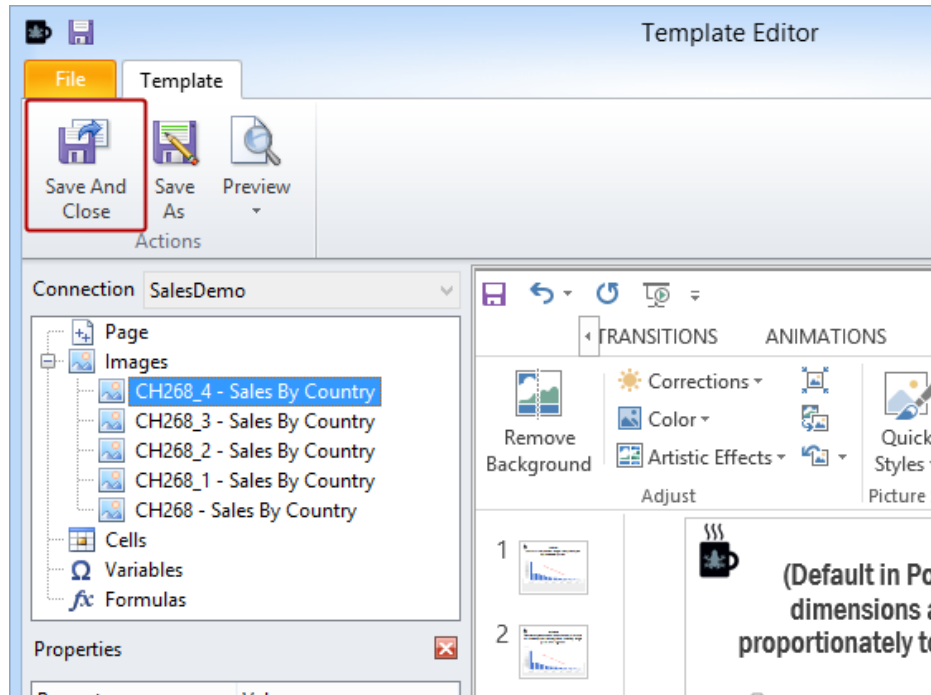 Template Editor
File
Template
Save And
Close
Save
As
Preview
Actions
Connection
SalesDemo
Page
Images
CH268_4 - Sales By Country
CH268_3 - Sales By Country
CH268_2 - Sales By Country
CH268_1 - Sales By Country
CH268 - Sales By Country
Cells
Ω Variables
fx Formulas
Properties
TRANSITIONS
ANIMATIONS
Remove
Background
Corrections
Color
Artistic Effects
Adjust
Quick
Styles
Picture
1
2
(Default in Po
dimensions a
proportionately to